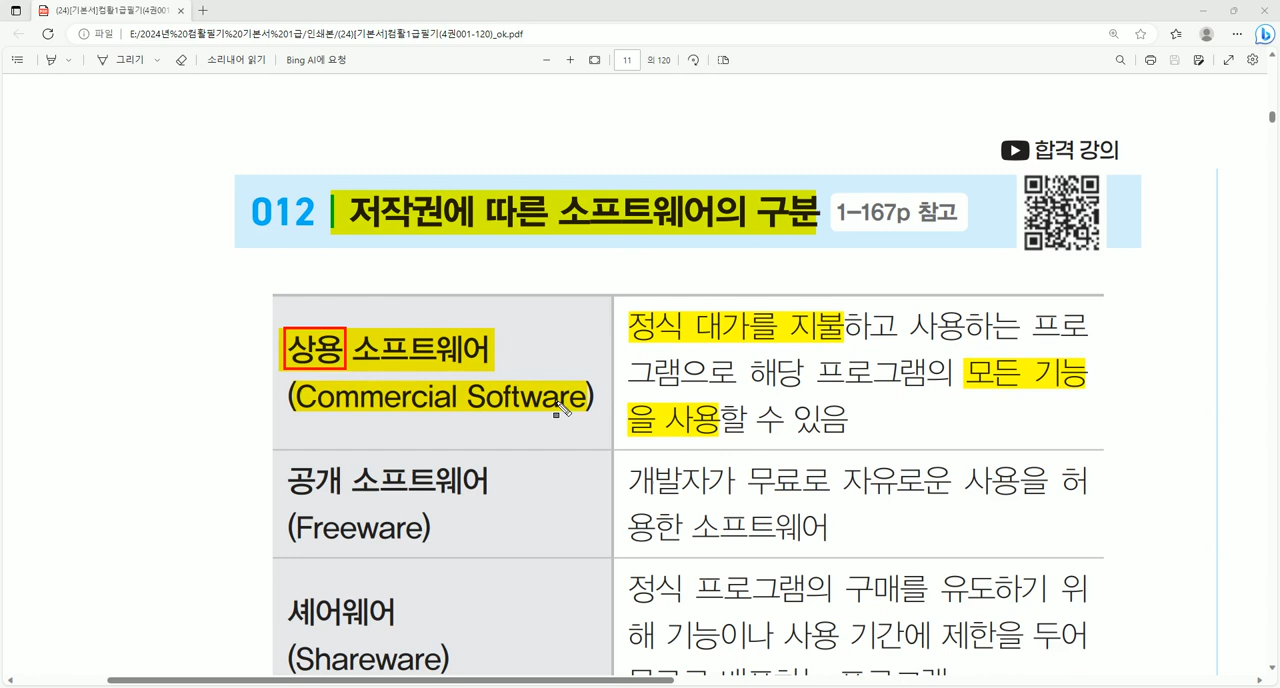 (24)[기본서]컴활1급필기(4권001
파일
E:/2024년%20컴활필기%20기본서%201급/인쇄본/(24)[기본서]컴활1급필기(4권001-120)_ok.pdf
그리기
소리내어 읽기
Bing AI에 요청
11
외 120
합격 강의
012 저작권에 따른 소프트웨어의 구분 1-167p 참고
상용 소프트웨어
(Commercial Software)
정식 대가를 지불하고 사용하는 프로
그램으로 해당 프로그램의 모든 기능
을 사용할 수 있음
공개 소프트웨어
(Freeware)
개발자가 무료로 자유로운 사용을 허
용한 소프트웨어
셰어웨어
(Shareware)
정식 프로그램의 구매를 유도하기 위
해 기능이나 사용 기간에 제한을 두어